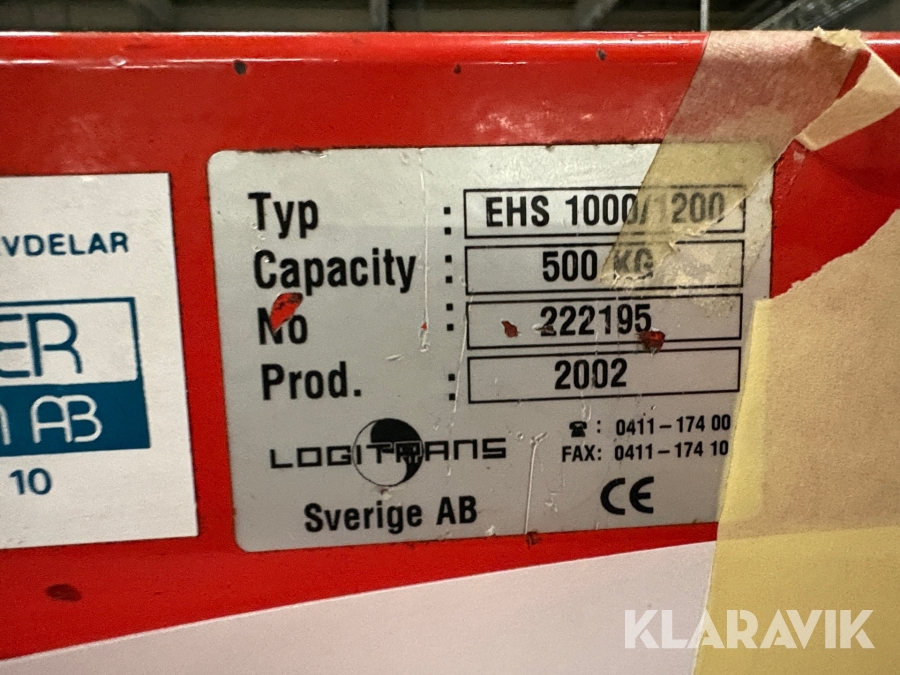 Typ : EHS 1000/1200
Capacity : 500 KG
No : 222195
Prod. : 2002
LOGITRANS
Sverige AB
☎: 0411-174 00
FAX: 0411-174 10
CE
VDELAR
ER
AB
10
KLARAVIK